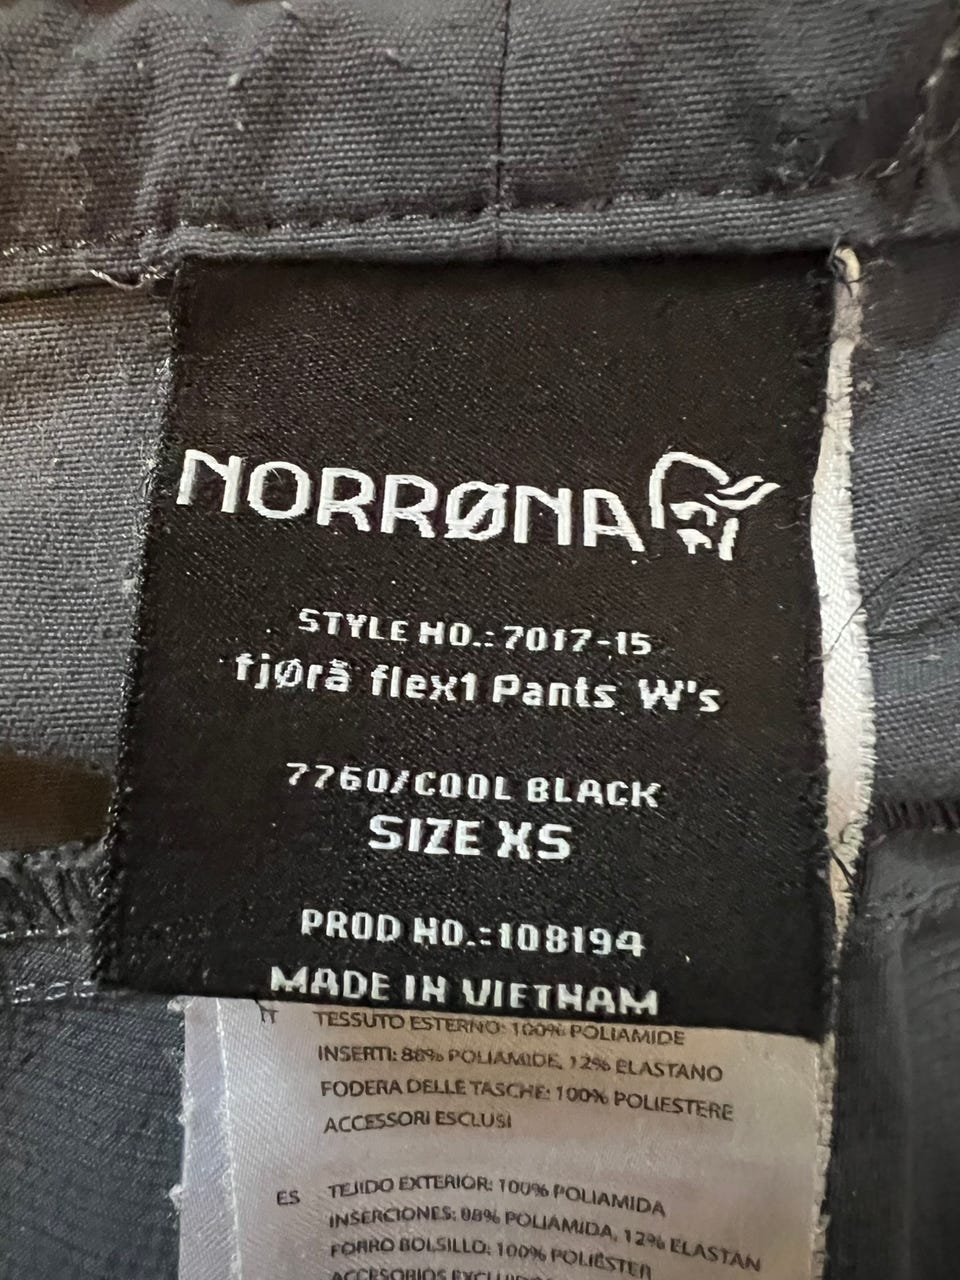 NORRØNA
STYLE NO.: 7017-15
fjørå flex1 Pants W's
7760/COOL BLACK
SIZE XS
PROD NO.: 108194
MADE IN VIETNAM
IT TESSUTO ESTERNO: 100% POLIAMIDE
INSERTI: 88% POLIAMIDE, 12% ELASTANO
FODERA DELLE TASCHE: 100% POLIESTERE
ACCESSORI ESCLUSI
ES TEJIDO EXTERIOR: 100% POLIAMIDA
INSERCIONES: 88% POLIAMIDA, 12% ELASTAN
FORRO BOLSILLO: 100% POLIÉSTER
ACCESORIOS